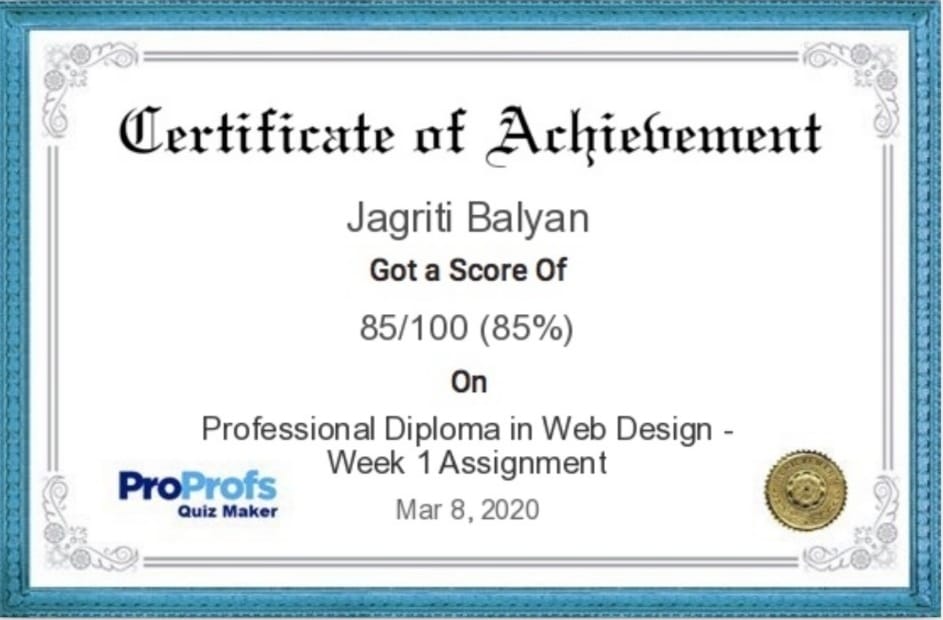 Certificate of Achievement
Jagriti Balyan
Got a Score Of
85/100 (85%)
On
Professional Diploma in Web Design -
Week 1 Assignment
ProProfs
Quiz Maker
Mar 8, 2020